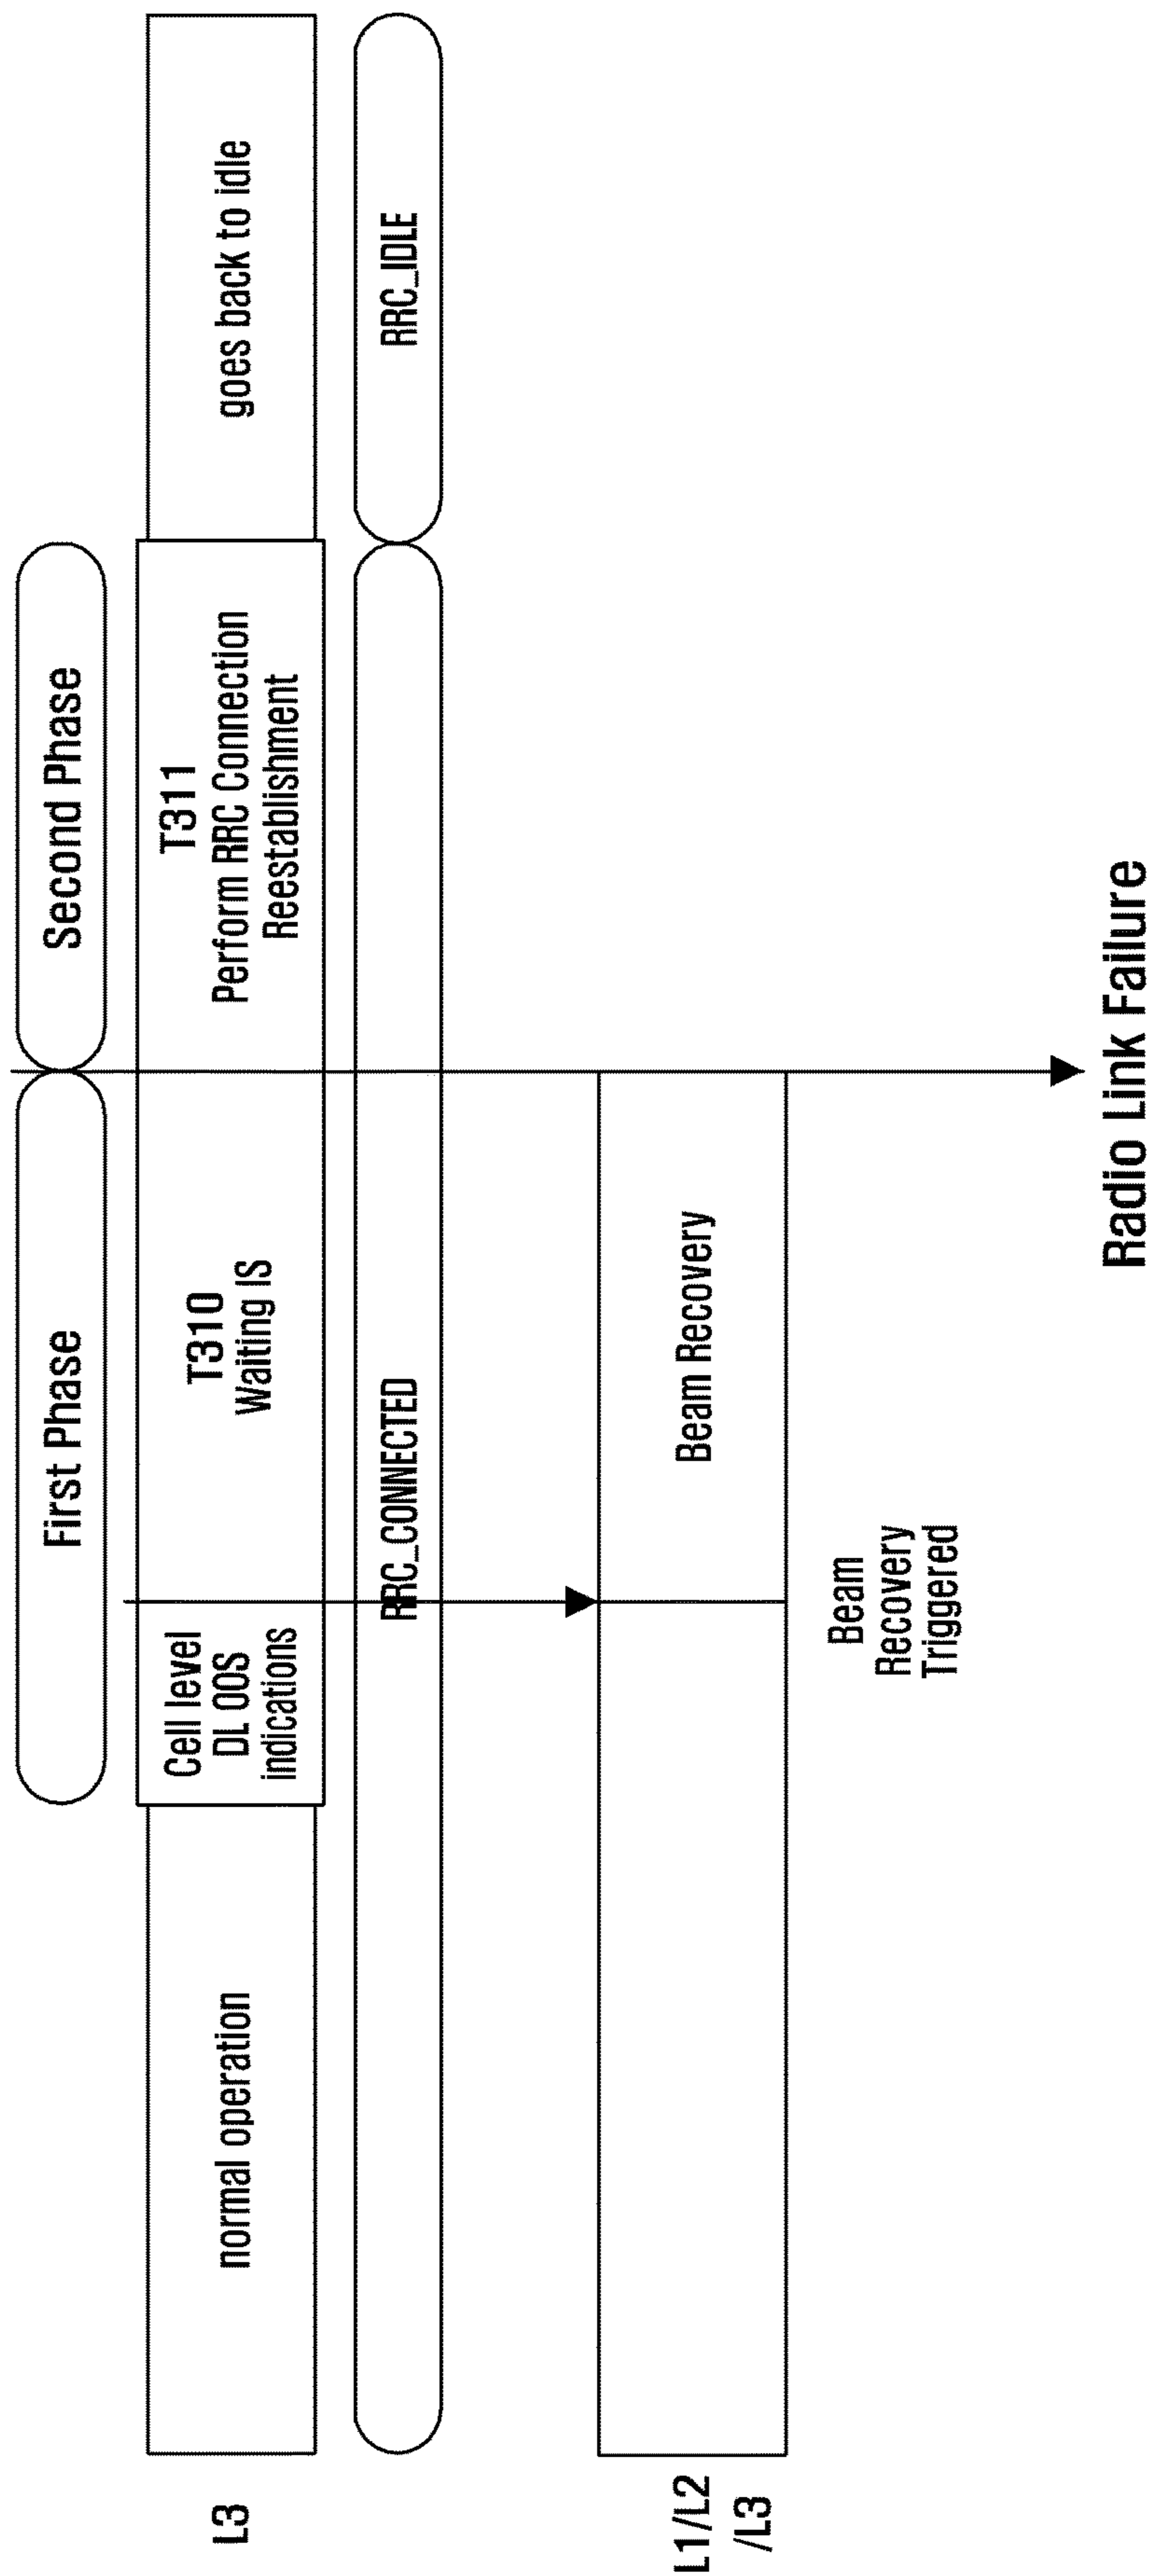 First Phase
Second Phase
L3
normal operation
Cell level
DL OOS
indications
T310
Waiting IS
T311
Perform RRC Connection
Reestablishment
goes back to idle
RRC_CONNECTED
RRC_IDLE
L1/L2
/L3
Beam Recovery
Beam
Recovery
Triggered
Radio Link Failure